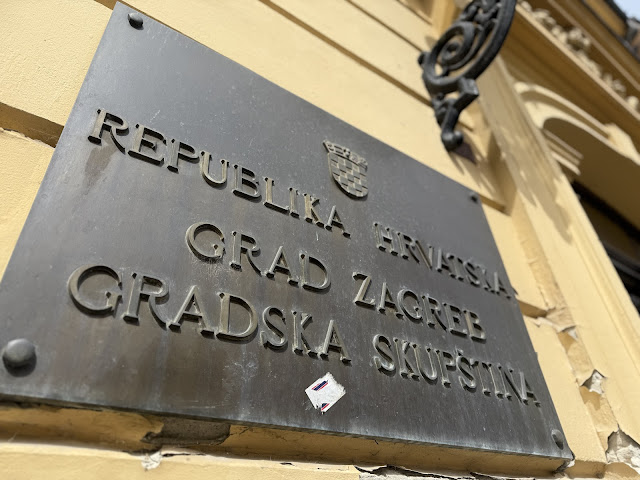 REPUBLIKA HRVATSKA
GRAD ZAGREB
GRADSKA SKUPŠTINA